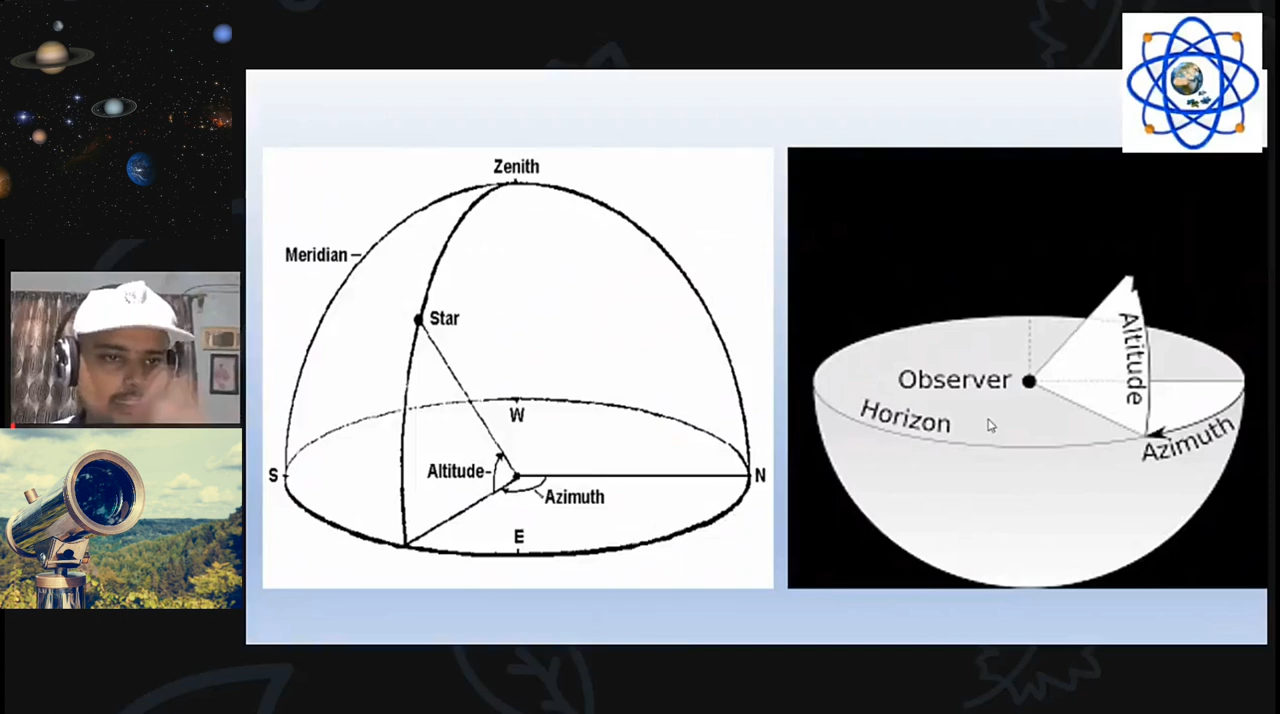 Zenith
Meridian
Star
W
Altitude
S
N
Azimuth
E
Altitude
Observer
Horizon
Azimuth